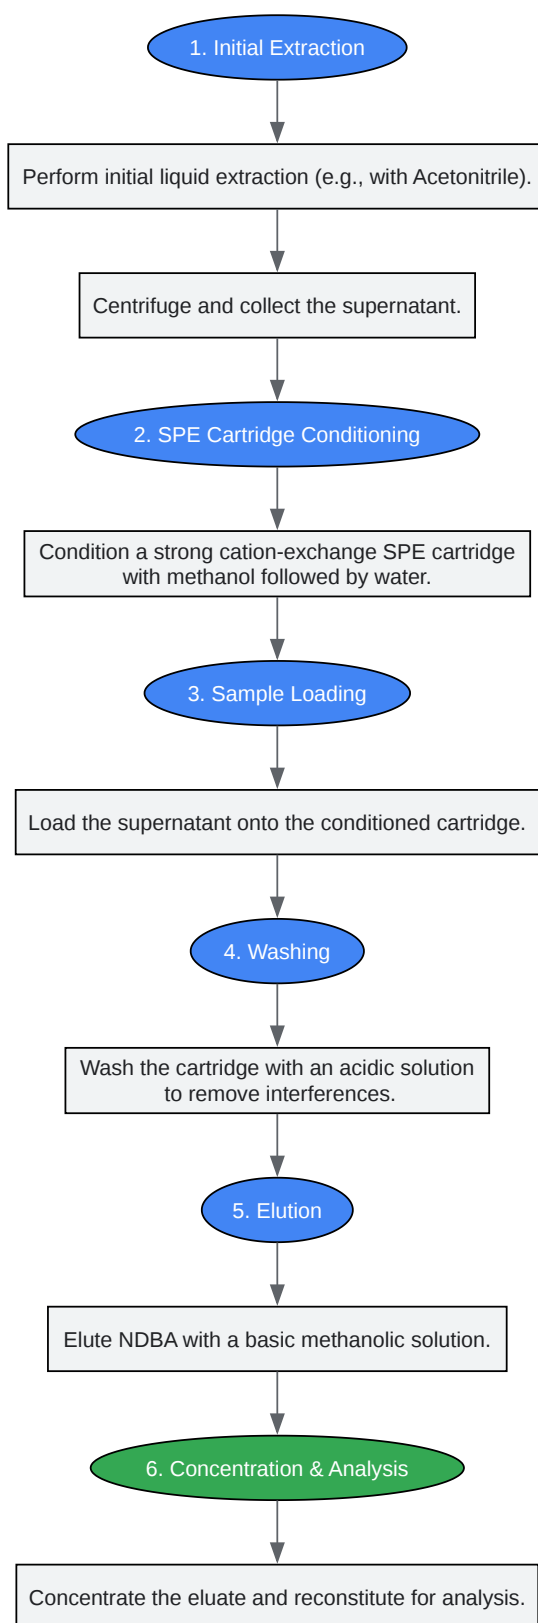 1. Initial Extraction
Perform initial liquid extraction (e.g., with Acetonitrile).
Centrifuge and collect the supernatant.
2. SPE Cartridge Conditioning
Condition a strong cation-exchange SPE cartridge
with methanol followed by water.
3. Sample Loading
Load the supernatant onto the conditioned cartridge.
4. Washing
Wash the cartridge with an acidic solution
to remove interferences.
5. Elution
Elute NDBA with a basic methanolic solution.
6. Concentration & Analysis
Concentrate the eluate and reconstitute for analysis.